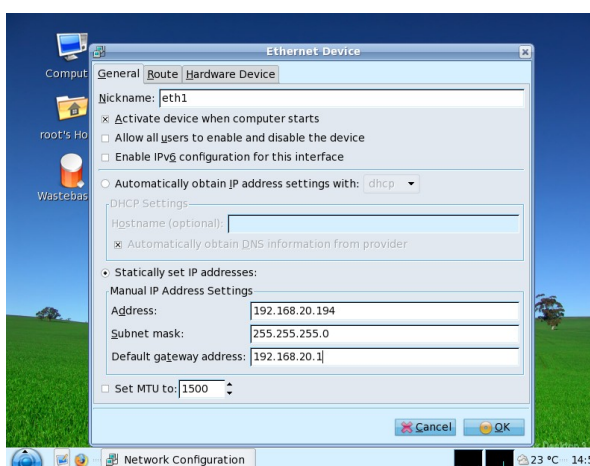 Ethernet Device
Comput
General Route Hardware Device
Nickname: eth1
Activate device when computer starts
Allow all users to enable and disable the device
root's Ho
Enable IPv6 configuration for this interface
Automatically obtain IP address settings with: dhcp
Wastebas
DHCP Settings
Hostname (optional):
Automatically obtain DNS information from provider
Statically set IP addresses:
Manual IP Address Settings
Address: 192.168.20.194
Subnet mask: 255.255.255.0
Default gateway address: 192.168.20.1
Set MTU to: 1500
Cancel OK
Network Configuration 23 °C 14:5